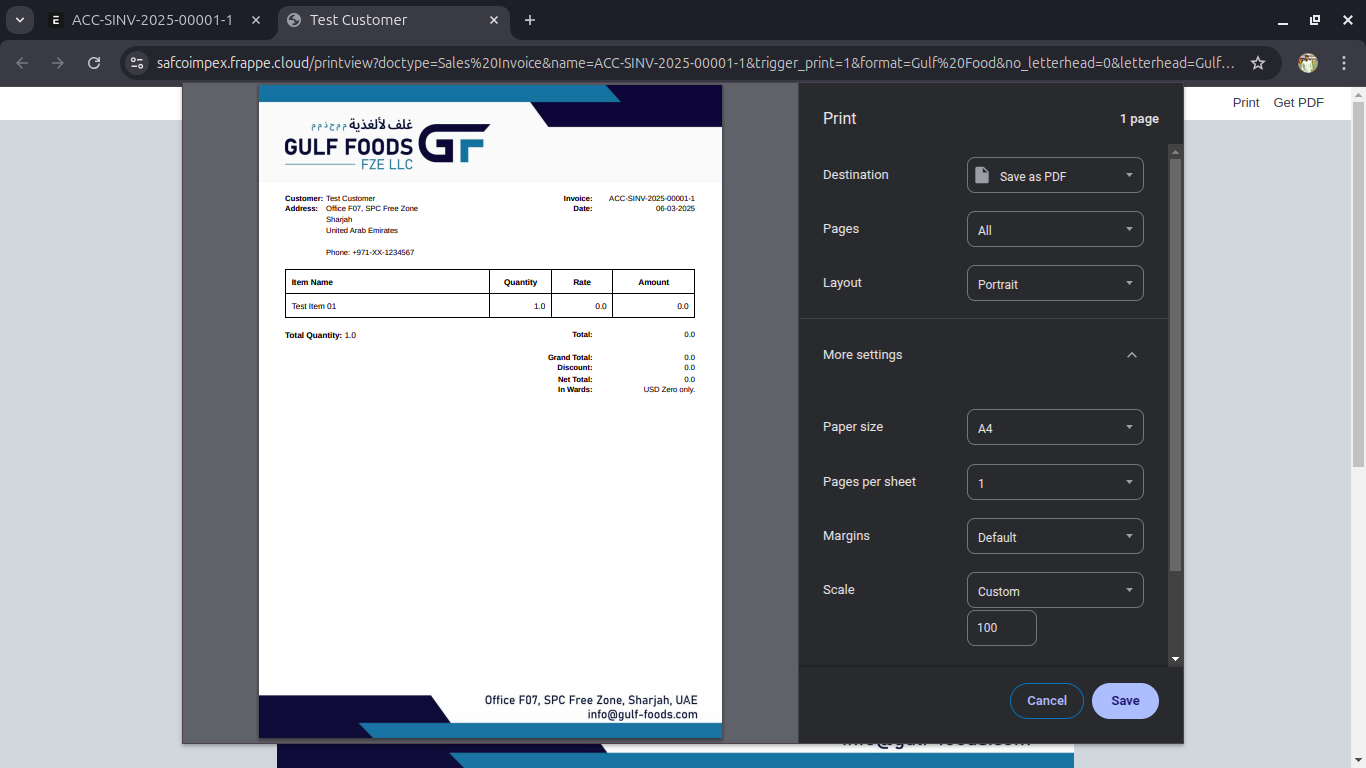 ACC-SINV-2025-00001-1
Test Customer
safcoimpex.frappe.cloud/printview?doctype=Sales%20Invoice&name=ACC-SINV-2025-00001-1&trigger_print=1&format=Gulf%20Food&no_letterhead=0&letterhead=Gulf...
Print Get PDF
غلف لألغذية م م ح ذ م م
GULF FOODS GF
FZE LLC
Customer: Test Customer
Address: Office F07, SPC Free Zone
Sharjah
United Arab Emirates
Phone: +971-XX-1234567
Invoice: ACC-SINV-2025-00001-1
Date: 06-03-2025
Item Name Quantity Rate Amount
Test Item 01 1.0 0.0 0.0
Total Quantity: 1.0 Total: 0.0
Grand Total: 0.0
Discount: 0.0
Net Total: 0.0
In Wards: USD Zero only.
Office F07, SPC Free Zone, Sharjah, UAE
info@gulf-foods.com
Print 1 page
Destination Save as PDF
Pages All
Layout Portrait
More settings
Paper size A4
Pages per sheet 1
Margins Default
Scale Custom
100
Cancel Save
info@gulf-foods.com